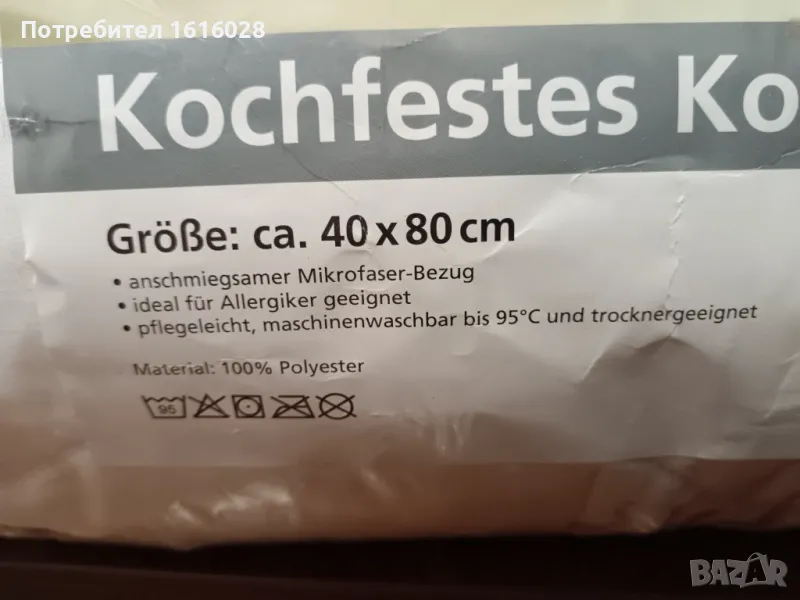 Потребител 1616028
Kochfestes Ko
Größe: ca. 40 x 80 cm
• anschmiegsamer Mikrofaser-Bezug
• ideal für Allergiker geeignet
• pflegeleicht, maschinenwaschbar bis 95°C und trocknergeeignet
Material: 100% Polyester
95
BAZAR